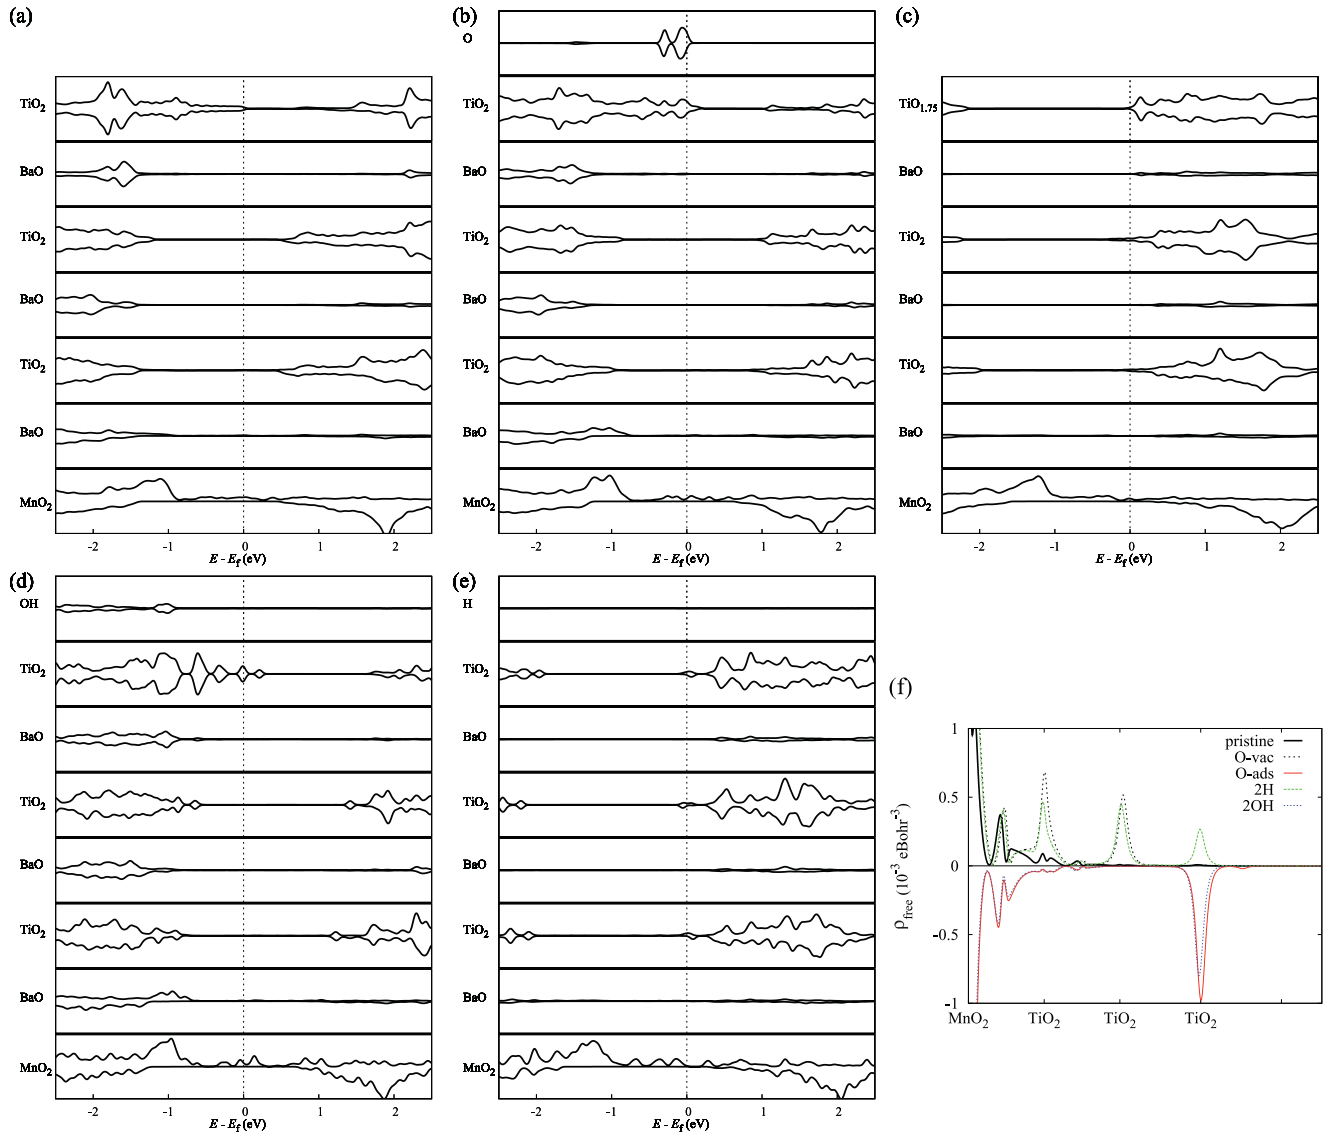 (a)
TiO2
BaO
TiO2
BaO
TiO2
BaO
MnO2
-2 -1 0 1 2
E - Ef (eV)
(b)
O
TiO2
BaO
TiO2
BaO
TiO2
BaO
MnO2
-2 -1 0 1 2
E - Ef (eV)
(c)
TiO1.75
BaO
TiO2
BaO
TiO2
BaO
MnO2
-2 -1 0 1 2
E - Ef (eV)
(d)
OH
TiO2
BaO
TiO2
BaO
TiO2
BaO
MnO2
-2 -1 0 1 2
E - Ef (eV)
(e)
H
TiO2
BaO
TiO2
BaO
TiO2
BaO
MnO2
-2 -1 0 1 2
E - Ef (eV)
(f)
pristine
O-vac
O-ads
2H
2OH
1
0.5
0
-0.5
-1
ρfree (10-3 eBohr-3)
MnO2 TiO2 TiO2 TiO2